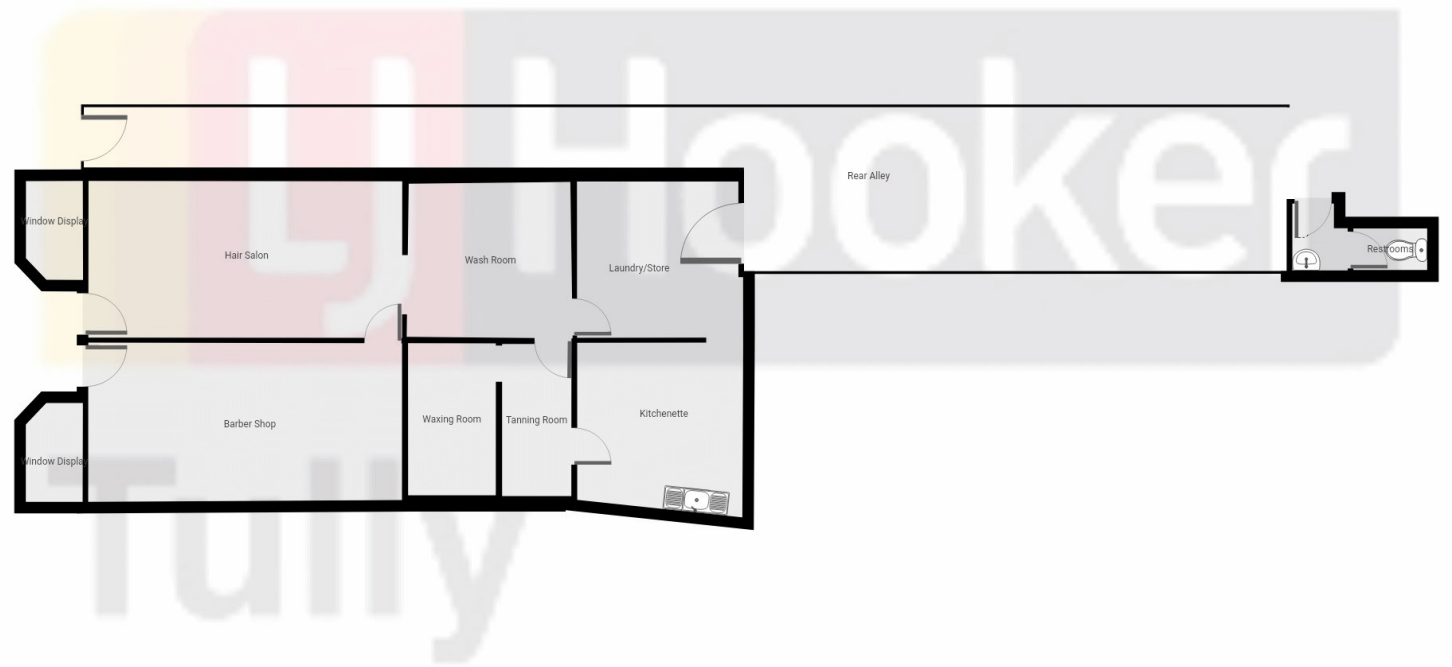 LJ Hooker
Rear Alley
Window Display
Hair Salon
Wash Room
Laundry/Store
Restrooms
Barber Shop
Waxing Room
Tanning Room
Kitchenette
Window Display
Tully